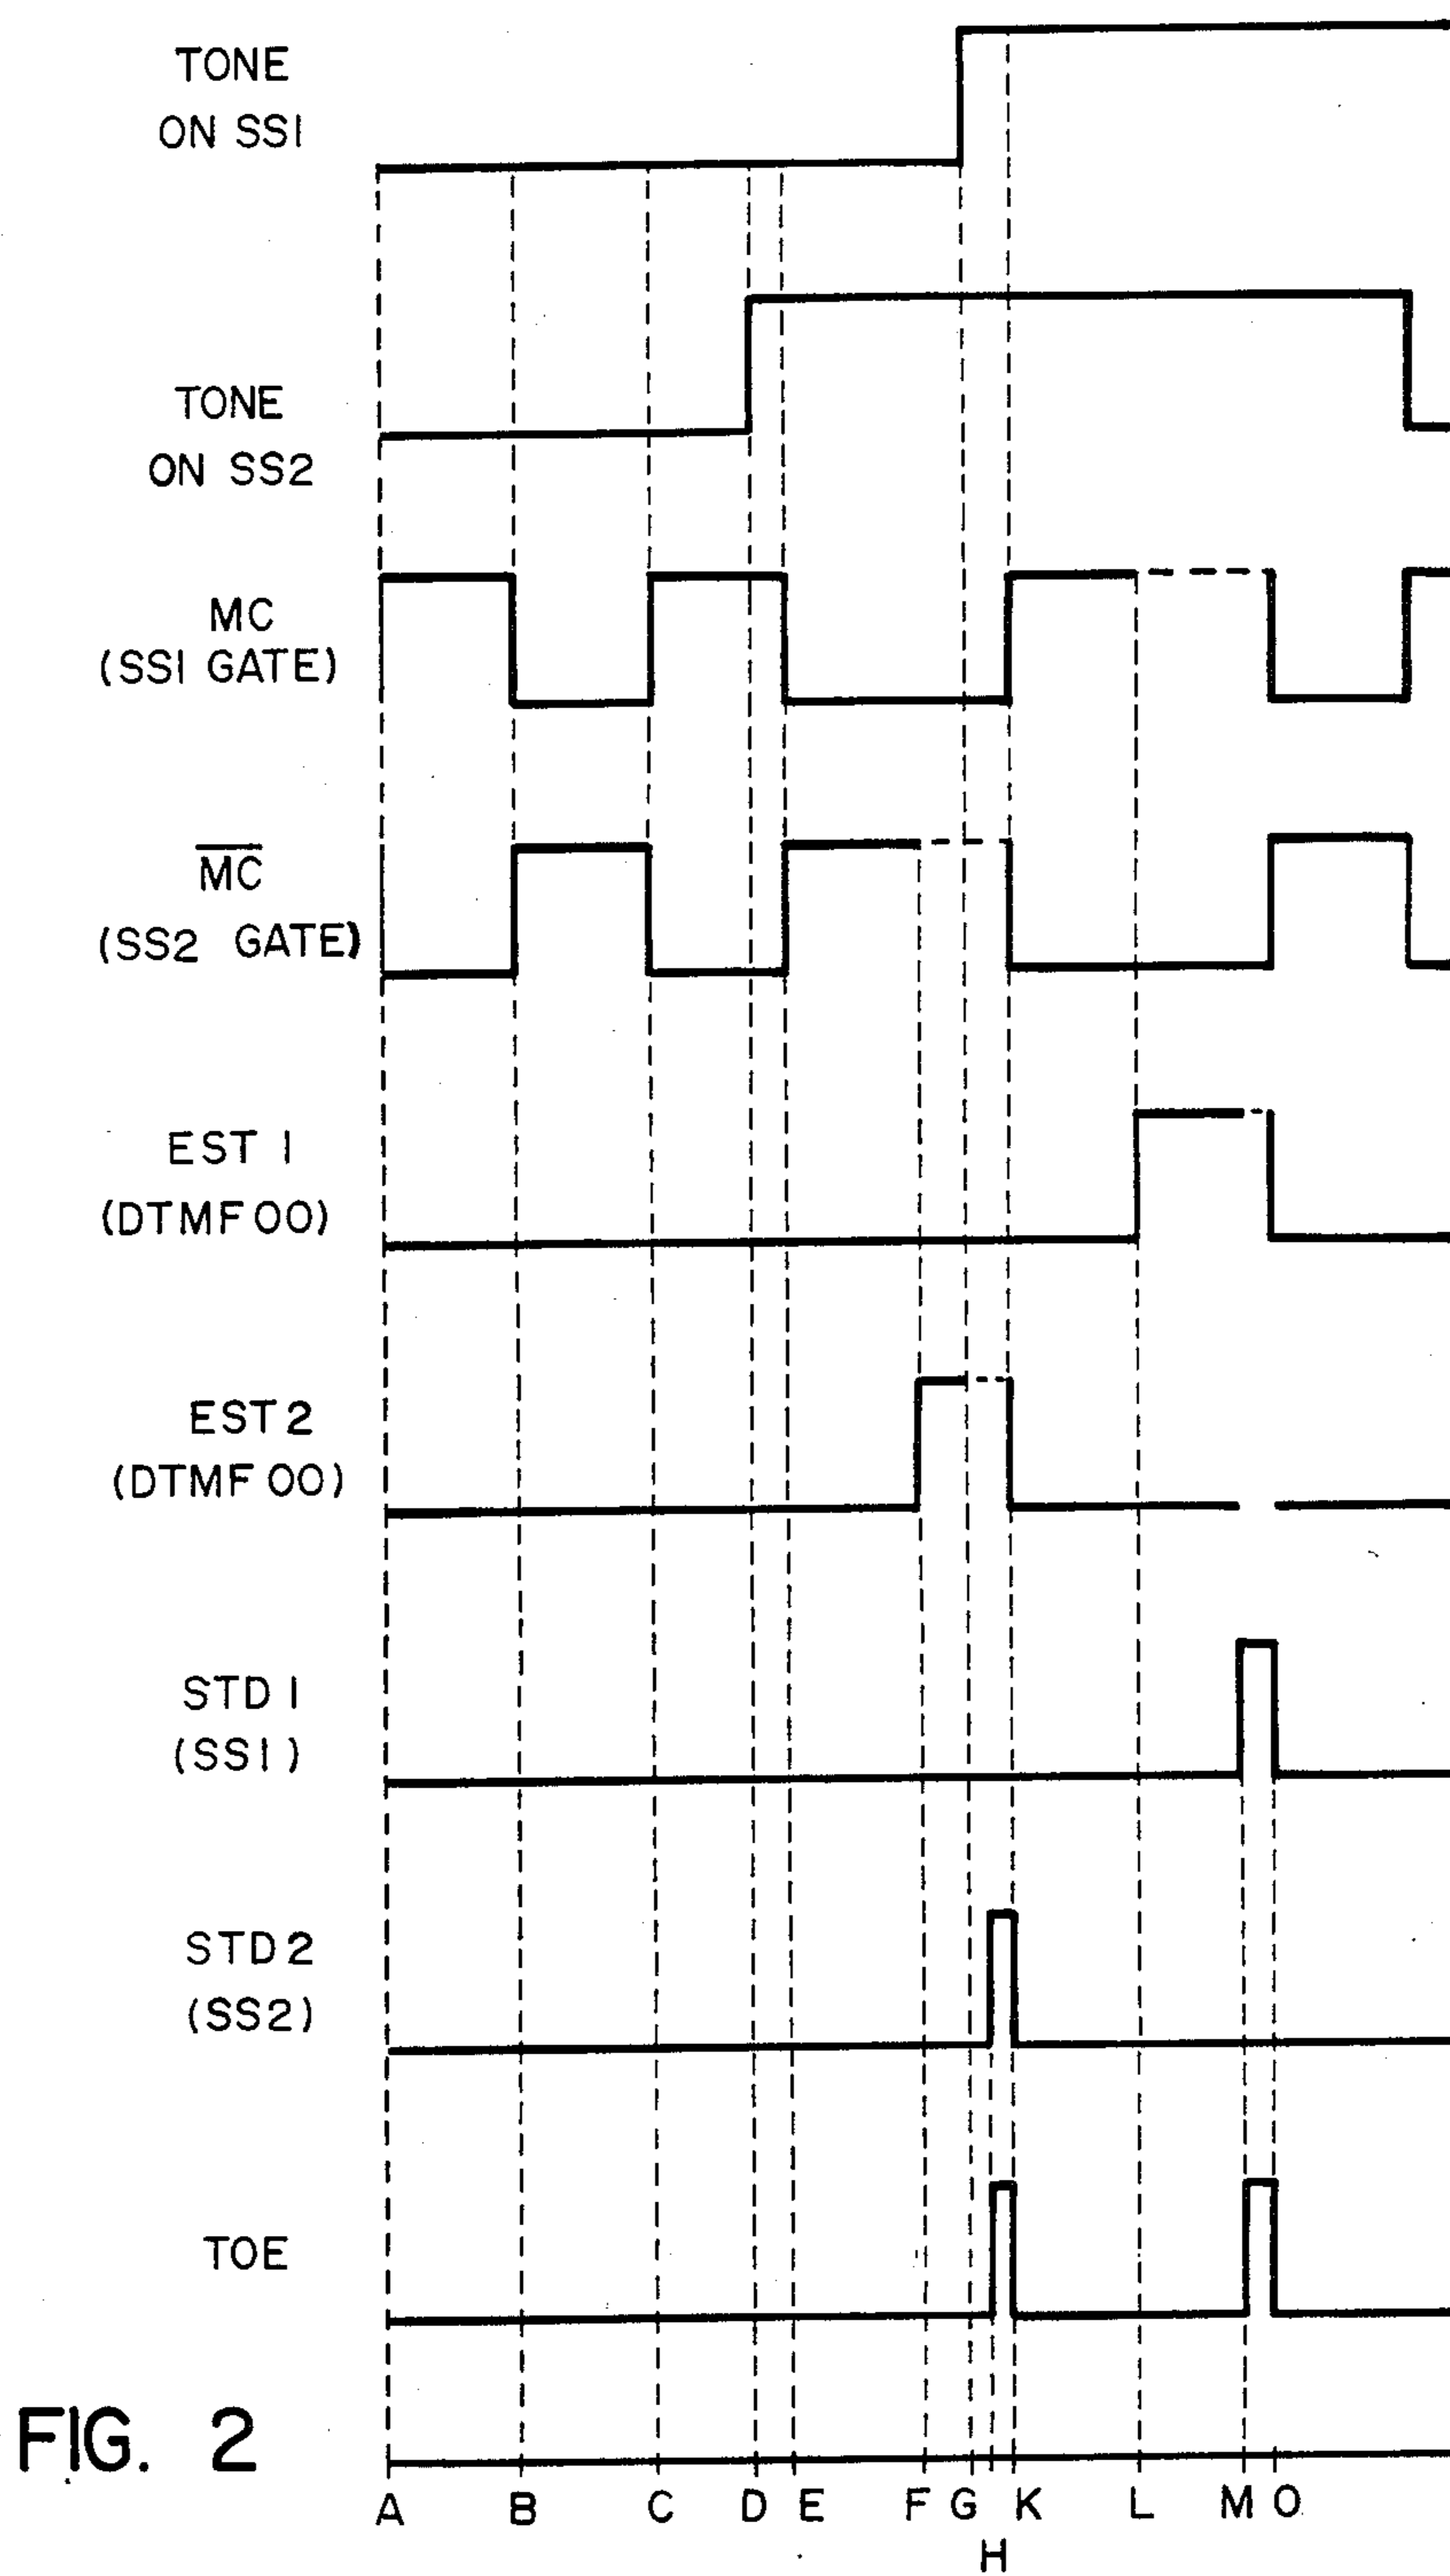 TONE
ON SS1
TONE
ON SS2
MC
(SS1 GATE)
MC
(SS2 GATE)
EST 1
(DTMF 00)
EST 2
(DTMF 00)
STD 1
(SS1)
STD 2
(SS2)
TOE
FIG. 2
A B C D E F G K L M O
H